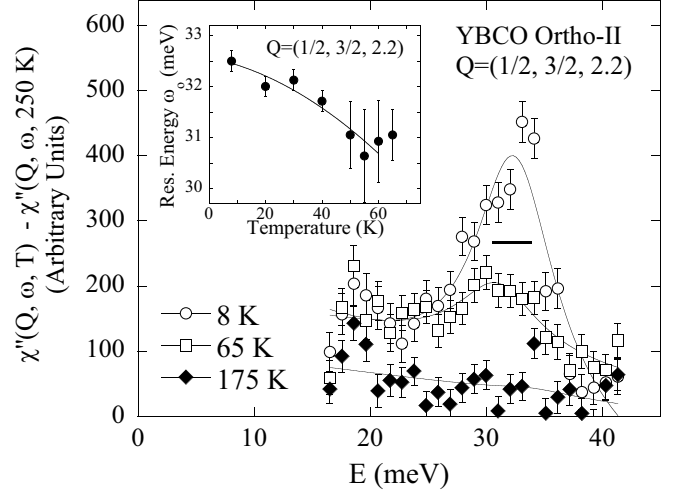 YBCO Ortho-II
Q=(1/2, 3/2, 2.2)
χ"(Q, ω, T) - χ"(Q, ω, 250 K)
(Arbitrary Units)
600
500
400
300
200
100
0
0
10
20
30
40
E (meV)
8 K
65 K
175 K
Q=(1/2, 3/2, 2.2)
Res. Energy ω₀ (meV)
33
32
31
30
0
20
40
60
Temperature (K)